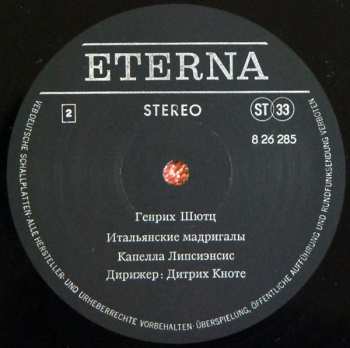 ETERNA
2
STEREO
ST 33
8 26 285
Генрих Шютц
Итальянские мадригалы
Капелла Липсиэнсис
Дирижер: Дитрих Кноте
VEB DEUTSCHE SCHALLPLATTEN · ALLE HERSTELLER- UND URHEBERRECHTE VORBEHALTEN · ÜBERSPIELUNG, ÖFFENTLICHE AUFFÜHRUNG UND RUNDFUNKSENDUNG VERBOTEN